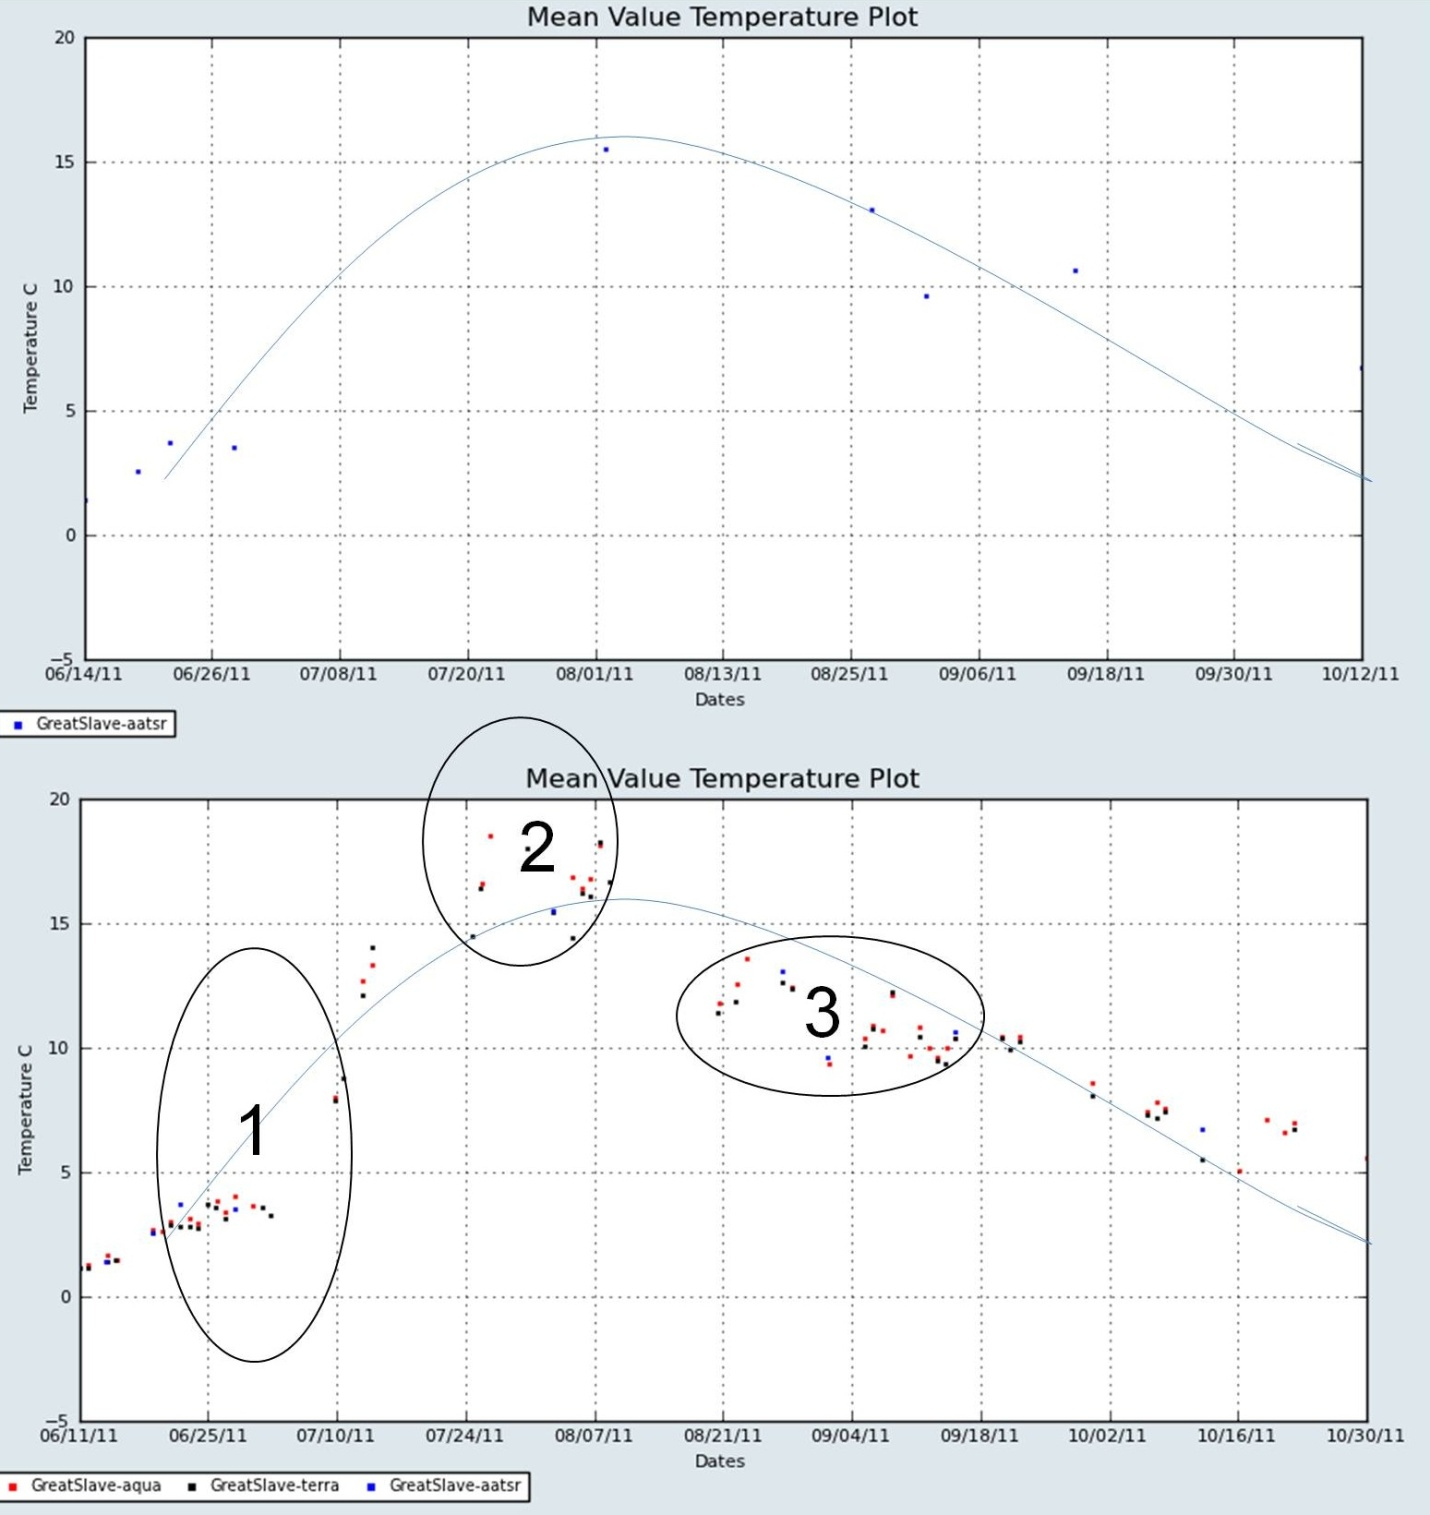 Mean Value Temperature Plot
20
15
10
5
0
−5
Temperature C
06/14/11 06/26/11 07/08/11 07/20/11 08/01/11 08/13/11 08/25/11 09/06/11 09/18/11 09/30/11 10/12/11
Dates
GreatSlave-aatsr
Mean Value Temperature Plot
20
15
10
5
0
−5
Temperature C
2
3
1
06/11/11 06/25/11 07/10/11 07/24/11 08/07/11 08/21/11 09/04/11 09/18/11 10/02/11 10/16/11 10/30/11
Dates
GreatSlave-aqua GreatSlave-terra GreatSlave-aatsr